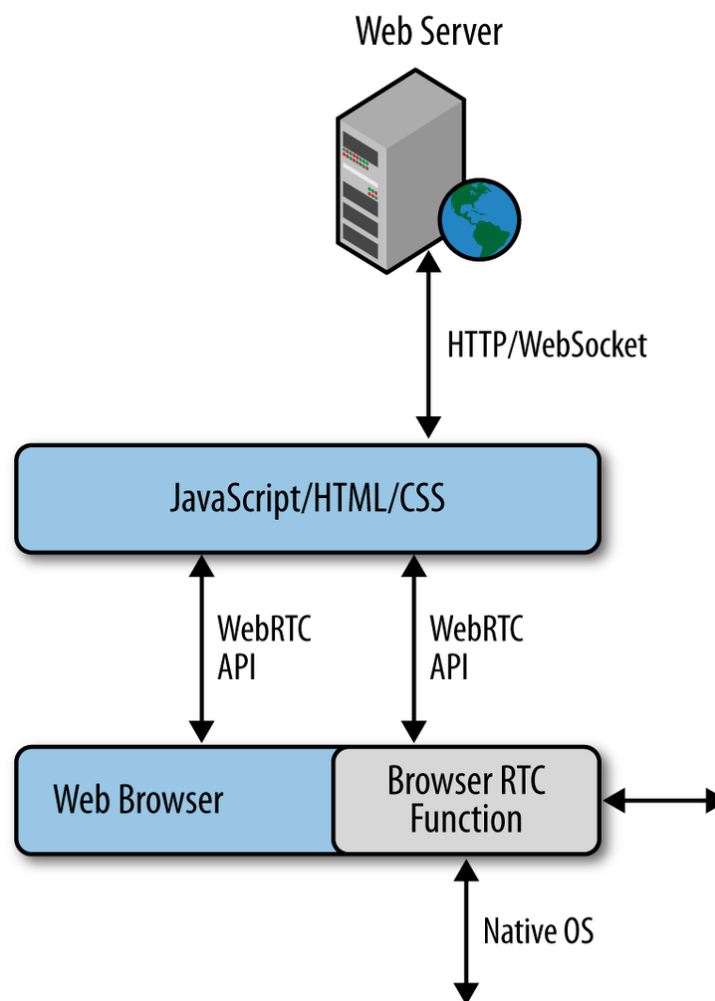 Web Server
HTTP/WebSocket
JavaScript/HTML/CSS
WebRTC
API
WebRTC
API
Web Browser
Browser RTC
Function
Native OS